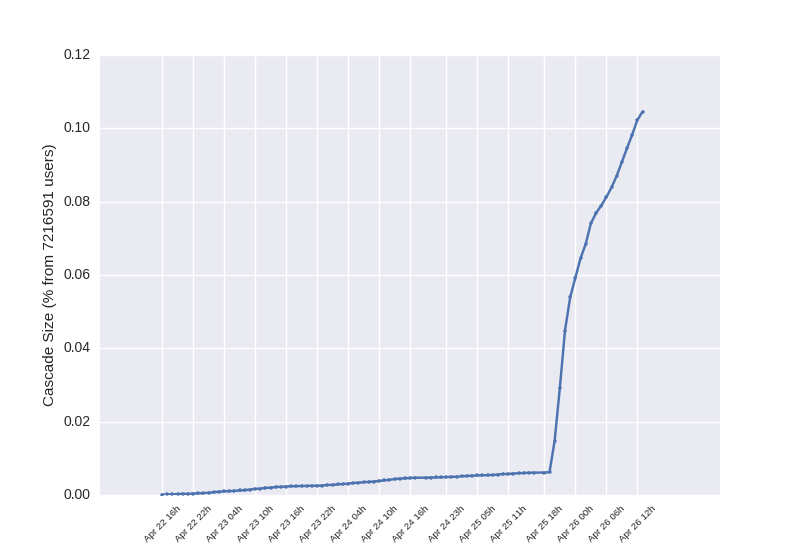 0.12
0.10
0.08
0.06
0.04
0.02
0.00
Cascade Size (% from 7216591 users)
Apr 22 16h
Apr 22 22h
Apr 23 04h
Apr 23 10h
Apr 23 16h
Apr 23 22h
Apr 24 04h
Apr 24 10h
Apr 24 16h
Apr 24 23h
Apr 25 05h
Apr 25 11h
Apr 25 18h
Apr 26 00h
Apr 26 06h
Apr 26 12h